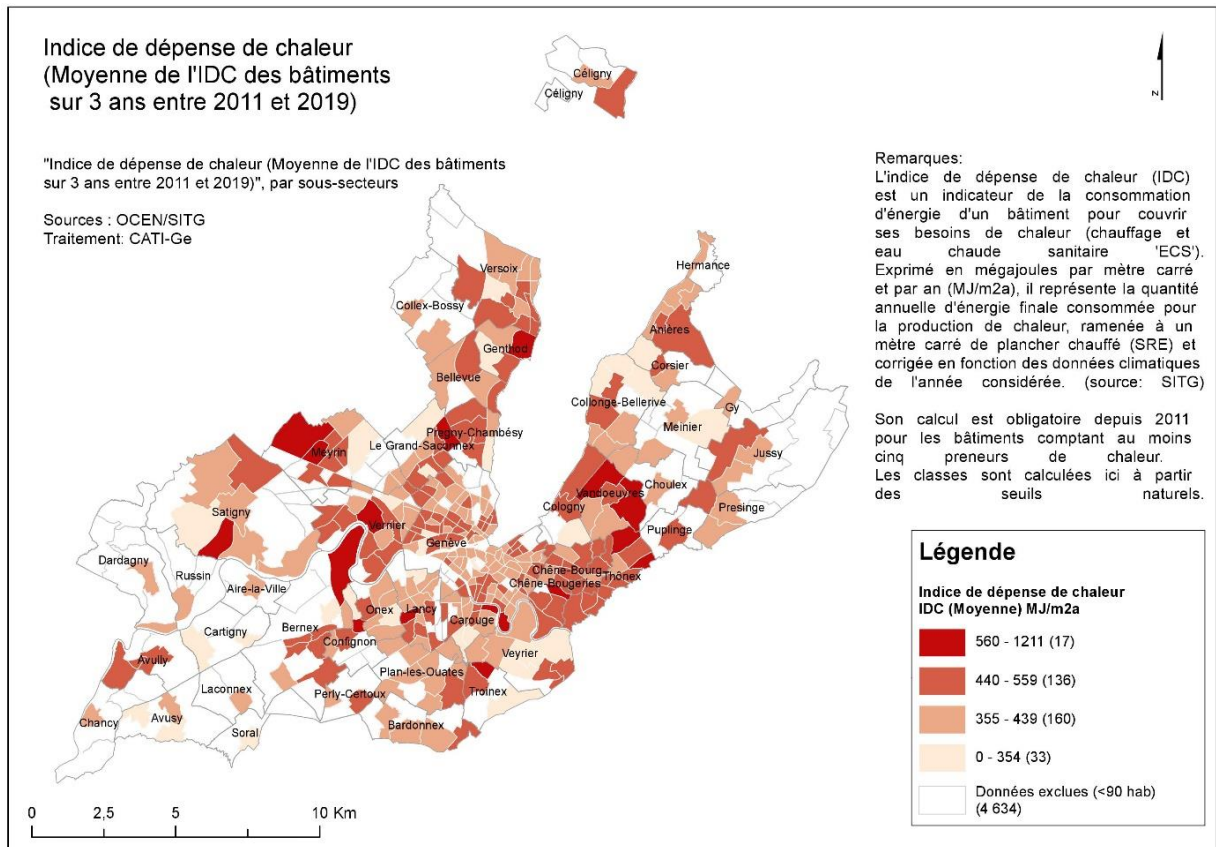 Indice de dépense de chaleur
(Moyenne de l'IDC des bâtiments
sur 3 ans entre 2011 et 2019)
"Indice de dépense de chaleur (Moyenne de l'IDC des bâtiments
sur 3 ans entre 2011 et 2019)", par sous-secteurs
Sources : OCEN/SITG
Traitement: CATI-Ge
Céligny
Céligny
N
Remarques:
L'indice de dépense de chaleur (IDC)
est un indicateur de la consommation
d'énergie d'un bâtiment pour couvrir
ses besoins de chaleur (chauffage et
eau chaude sanitaire 'ECS').
Exprimé en mégajoules par mètre carré
et par an (MJ/m2a), il représente la quantité
annuelle d'énergie finale consommée pour
la production de chaleur, ramenée à un
mètre carré de plancher chauffé (SRE) et
corrigée en fonction des données climatiques
de l'année considérée. (source: SITG)
Son calcul est obligatoire depuis 2011
pour les bâtiments comptant au moins
cinq preneurs de chaleur.
Les classes sont calculées ici à partir
des seuils naturels.
Versoix
Hermance
Collex-Bossy
Anières
Genthod
Corsier
Bellevue
Collonge-Bellerive
Gy
Meinier
Pregny-Chambésy
Le Grand-Saconnex
Meyrin
Jussy
Choulex
Vandoeuvres
Cologny
Satigny
Presinge
Vernier
Puplinge
Genève
Dardagny
Chêne-Bourg
Thônex
Russin
Chêne-Bougeries
Aire-la-Ville
Onex
Lancy
Carouge
Bernex
Cartigny
Confignon
Veyrier
Avully
Plan-les-Ouates
Laconnex
Perly-Certoux
Troinex
Chancy
Avusy
Bardonnex
Soral
0 2,5 5 10 Km
Légende
Indice de dépense de chaleur
IDC (Moyenne) MJ/m2a
560 - 1211 (17)
440 - 559 (136)
355 - 439 (160)
0 - 354 (33)
Données exclues (<90 hab)
(4 634)